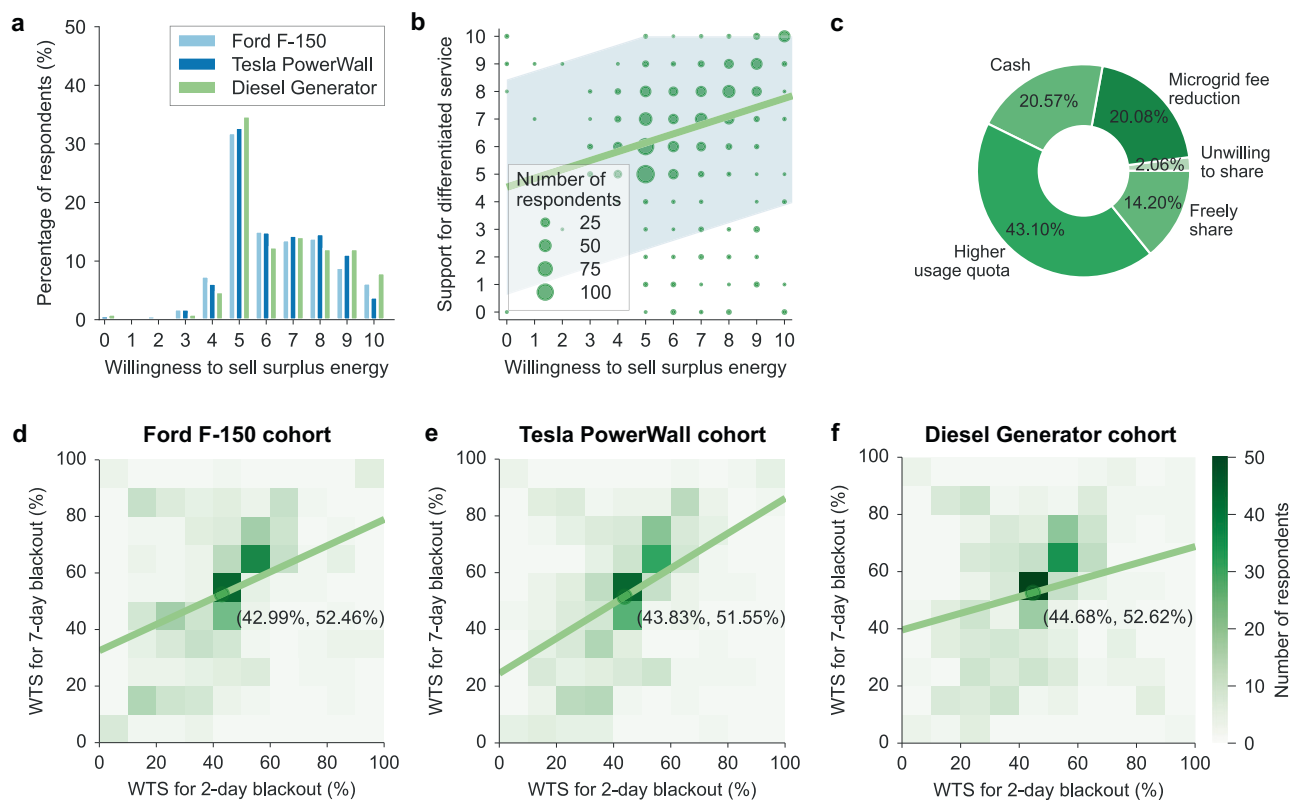 a
Percentage of respondents (%)
50
40
30
20
10
0
Ford F-150
Tesla PowerWall
Diesel Generator
0 1 2 3 4 5 6 7 8 9 10
Willingness to sell surplus energy
b
Support for differentiated service
10
9
8
7
6
5
4
3
2
1
0
Number of
respondents
25
50
75
100
0 1 2 3 4 5 6 7 8 9 10
Willingness to sell surplus energy
c
Cash
20.57%
Microgrid fee
reduction
20.08%
Unwilling
to share
2.06%
Freely
share
14.20%
Higher
usage quota
43.10%
d
Ford F-150 cohort
WTS for 7-day blackout (%)
100
80
60
40
20
0
(42.99%, 52.46%)
0 20 40 60 80 100
WTS for 2-day blackout (%)
e
Tesla PowerWall cohort
WTS for 7-day blackout (%)
100
80
60
40
20
0
(43.83%, 51.55%)
0 20 40 60 80 100
WTS for 2-day blackout (%)
f
Diesel Generator cohort
WTS for 7-day blackout (%)
100
80
60
40
20
0
(44.68%, 52.62%)
0 20 40 60 80 100
WTS for 2-day blackout (%)
50
40
30
20
10
0
Number of respondents